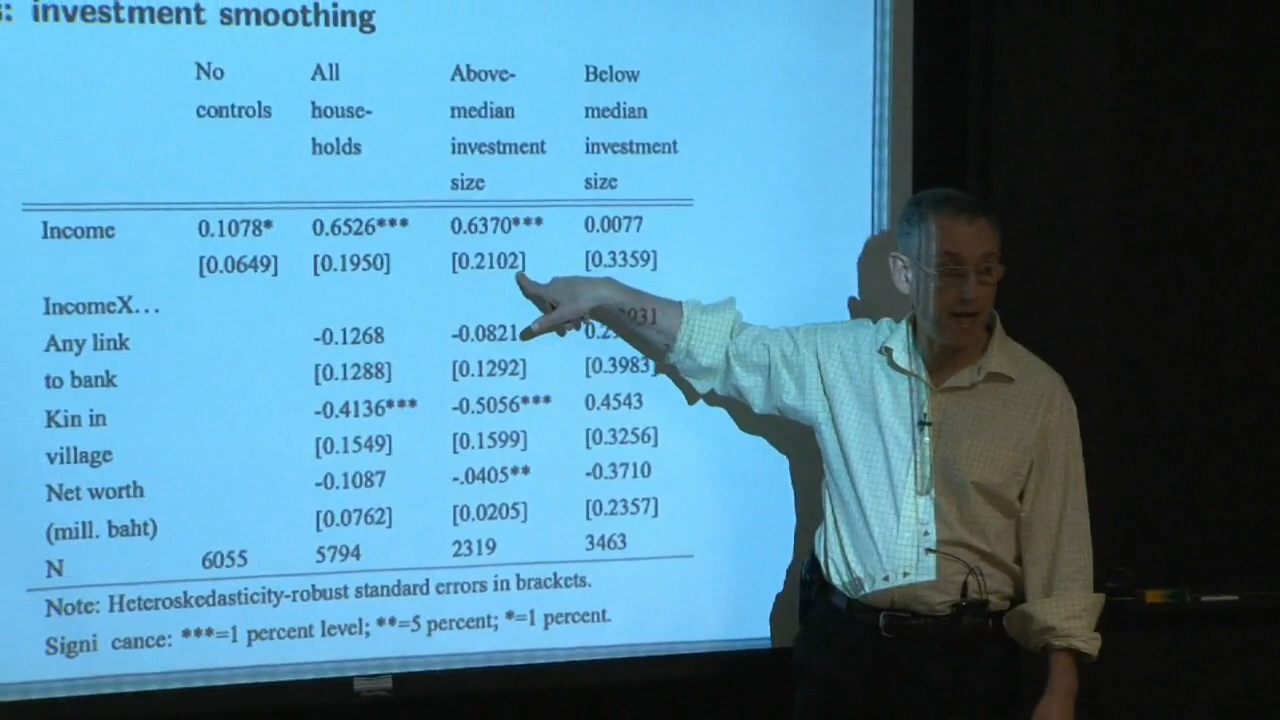 : investment smoothing
No All Above- Below
controls house- median median
holds investment investment
size size
Income 0.1078* 0.6526*** 0.6370*** 0.0077
[0.0649] [0.1950] [0.2102] [0.3359]
IncomeX...
Any link -0.1268 -0.0821
to bank [0.1288] [0.1292] [0.3983]
Kin in -0.4136*** -0.5056*** 0.4543
village [0.1549] [0.1599] [0.3256]
Net worth -0.1087 -.0405** -0.3710
(mill. baht) [0.0762] [0.0205] [0.2357]
N 6055 5794 2319 3463
Note: Heteroskedasticity-robust standard errors in brackets.
Signi cance: ***=1 percent level; **=5 percent; *=1 percent.